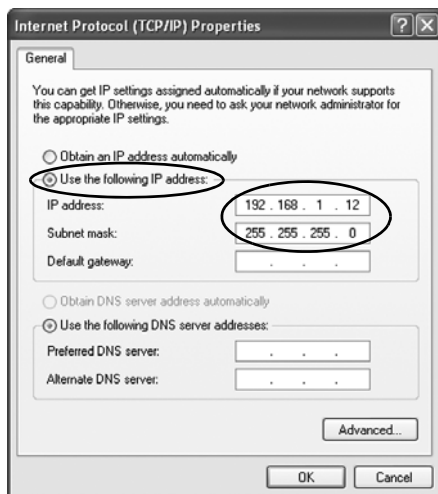 Internet Protocol (TCP/IP) Properties
General
You can get IP settings assigned automatically if your network supports
this capability. Otherwise, you need to ask your network administrator for
the appropriate IP settings.
Obtain an IP address automatically
Use the following IP address:
IP address: 192 . 168 . 1 . 12
Subnet mask: 255 . 255 . 255 . 0
Default gateway: . . .
Obtain DNS server address automatically
Use the following DNS server addresses:
Preferred DNS server: . . .
Alternate DNS server: . . .
Advanced...
OK Cancel